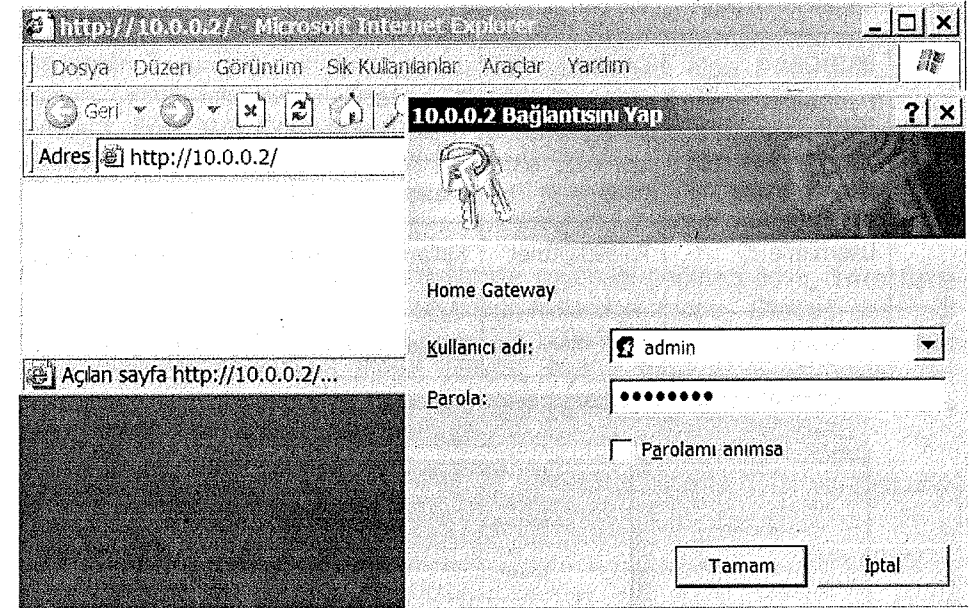 http://10.0.0.2/ - Microsoft Internet Explorer
Dosya Düzen Görünüm Sık Kullanılanlar Araçlar Yardım
Geri
Adres http://10.0.0.2/
Açılan sayfa http://10.0.0.2/...
10.0.0.2 Bağlantısını Yap
Home Gateway
Kullanıcı adı: admin
Parola: ••••••••
Parolamı anımsa
Tamam İptal